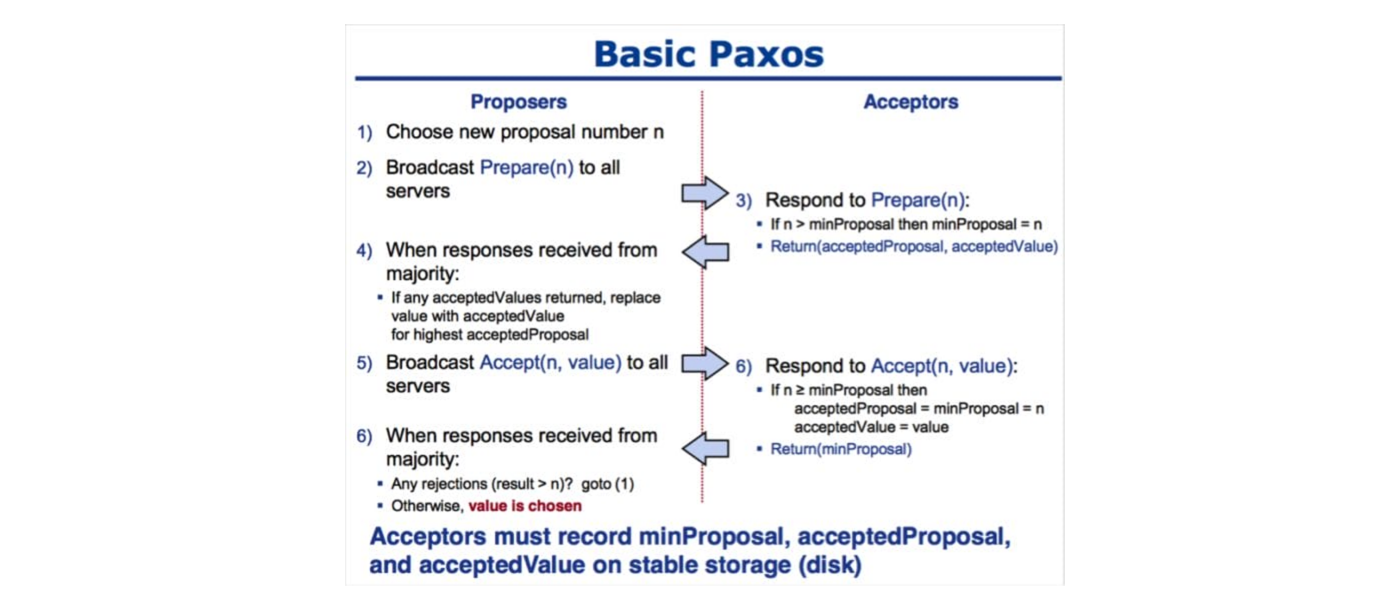 Basic Paxos
Proposers
Acceptors
1) Choose new proposal number n
2) Broadcast Prepare(n) to all
servers
3) Respond to Prepare(n):
▪ If n > minProposal then minProposal = n
▪ Return(acceptedProposal, acceptedValue)
4) When responses received from
majority:
▪ If any acceptedValues returned, replace
value with acceptedValue
for highest acceptedProposal
5) Broadcast Accept(n, value) to all
servers
6) Respond to Accept(n, value):
▪ If n ≥ minProposal then
acceptedProposal = minProposal = n
acceptedValue = value
▪ Return(minProposal)
6) When responses received from
majority:
▪ Any rejections (result > n)? goto (1)
▪ Otherwise, value is chosen
Acceptors must record minProposal, acceptedProposal,
and acceptedValue on stable storage (disk)